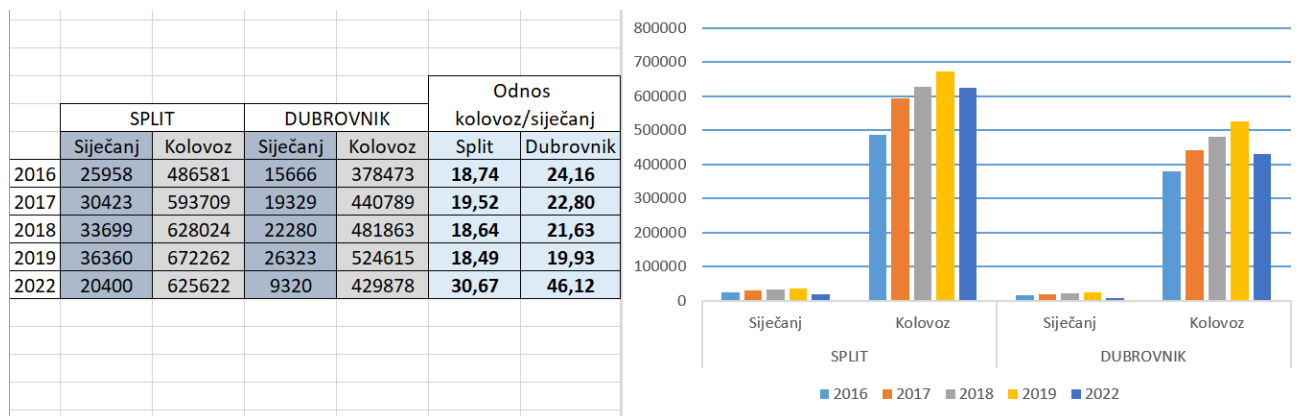 Odnos
SPLIT DUBROVNIK kolovoz/siječanj
Siječanj Kolovoz Siječanj Kolovoz Split Dubrovnik
2016 25958 486581 15666 378473 18,74 24,16
2017 30423 593709 19329 440789 19,52 22,80
2018 33699 628024 22280 481863 18,64 21,63
2019 36360 672262 26323 524615 18,49 19,93
2022 20400 625622 9320 429878 30,67 46,12
800000
700000
600000
500000
400000
300000
200000
100000
0
Siječanj Kolovoz Siječanj Kolovoz
SPLIT DUBROVNIK
2016 2017 2018 2019 2022